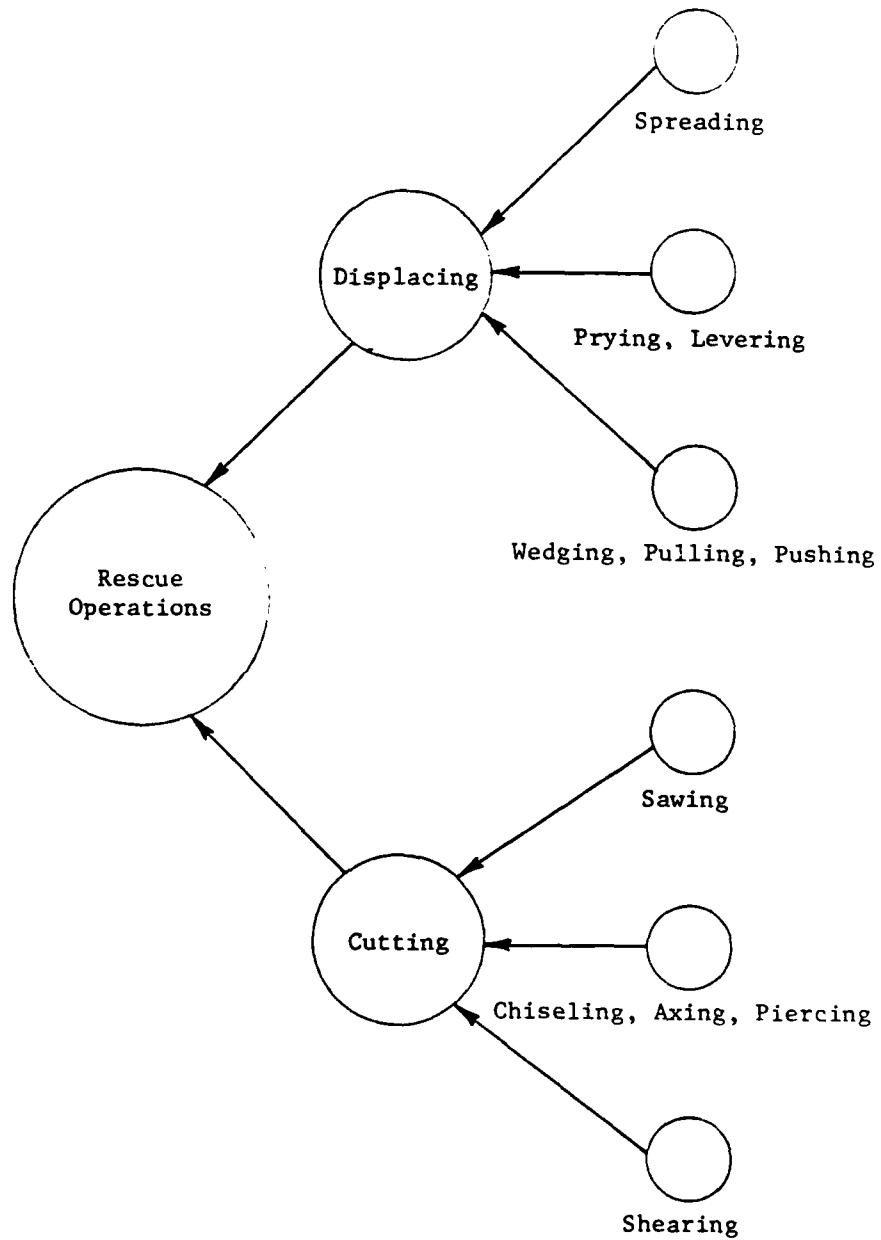 Spreading
Displacing
Prying, Levering
Wedging, Pulling, Pushing
Rescue
Operations
Sawing
Cutting
Chiseling, Axing, Piercing
Shearing